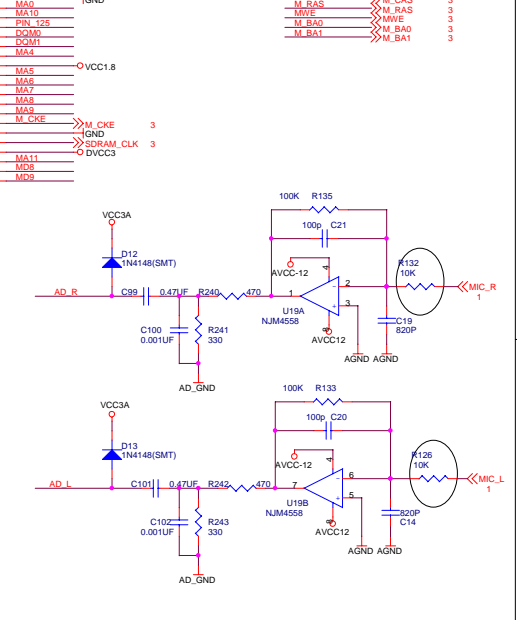 MA0
MA10
PIN_125
DQM0
DQM1
MA4
VCC1.8
MA5
MA6
MA7
MA8
MA9
M_CKE
M_CKE 3
GND
SDRAM_CLK 3
DVCC3
MA11
MD8
MD9
GND
M_CAS 3
M_RAS M_RAS 3
MWE MWE 3
M_BA0 M_BA0 3
M_BA1 M_BA1 3
100K R135
100p C21
VCC3A
D12
1N4148(SMT)
AVCC-12
4
R132
10K
AD_R C99 0.47UF R240 470 1 2 MIC_R
1
3
U19A
NJM4558
C19
820P
C100
0.001UF
R241
330
8
AVCC12
AGND AGND
AD_GND
100K R133
100p C20
VCC3A
D13
1N4148(SMT)
AVCC-12
4
R126
10K
AD_L C101 0.47UF R242 470 7 6 MIC_L
1
5
U19B
NJM4558
820P
C14
C102
0.001UF
R243
330
8
AVCC12
AGND AGND
AD_GND